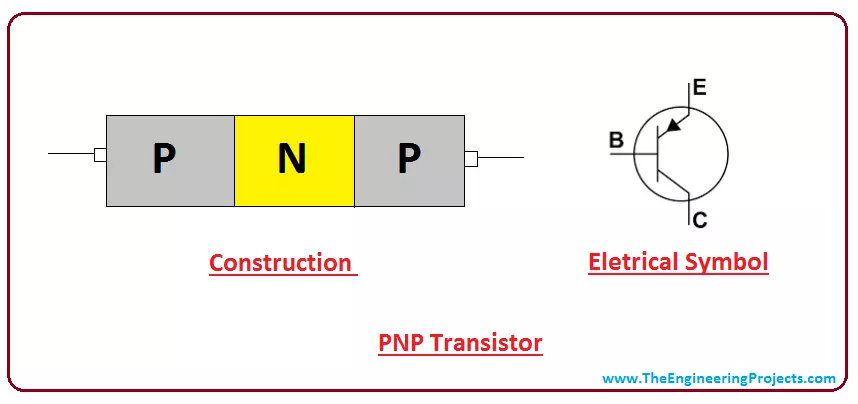 E
P N P
B
C
Construction
Eletrical Symbol
PNP Transistor
www.TheEngineeringProjects.com